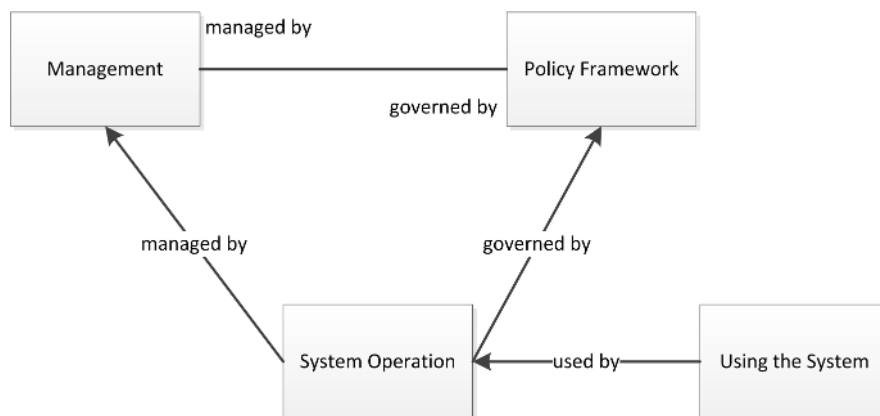 managed by
Management
Policy Framework
governed by
managed by
governed by
System Operation
used by
Using the System